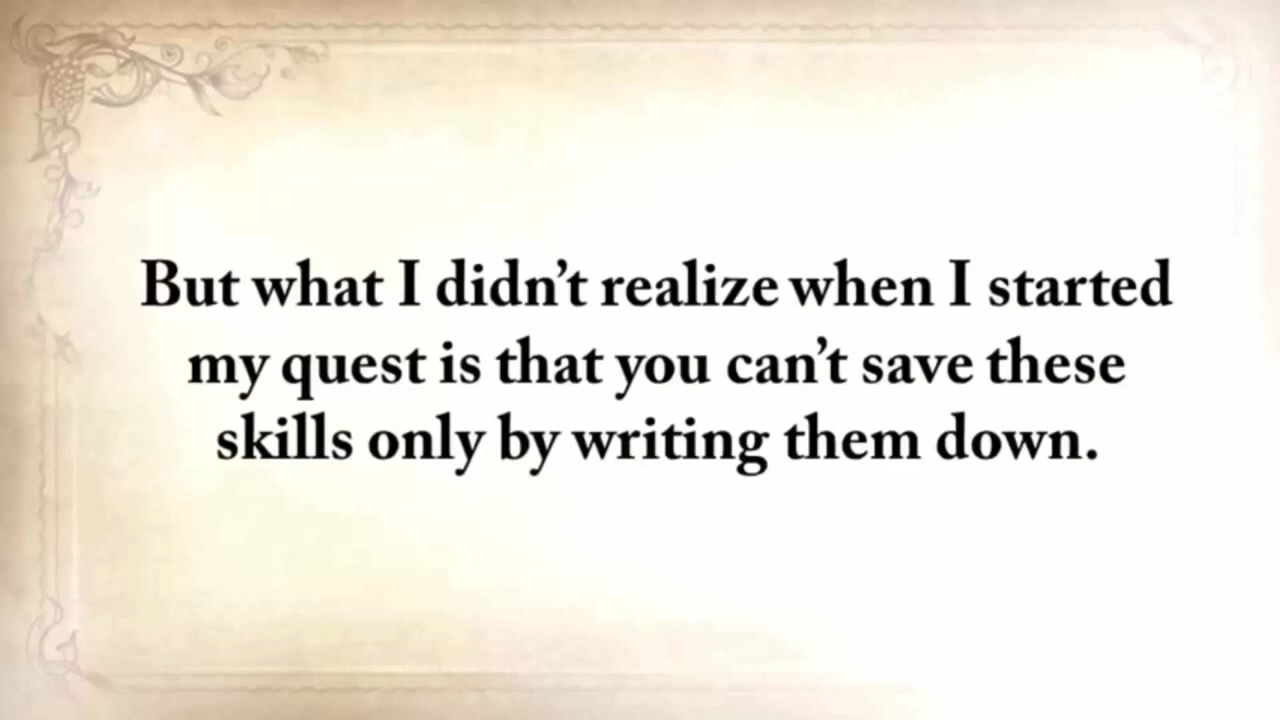 But what I didn’t realize when I started
my quest is that you can’t save these
skills only by writing them down.